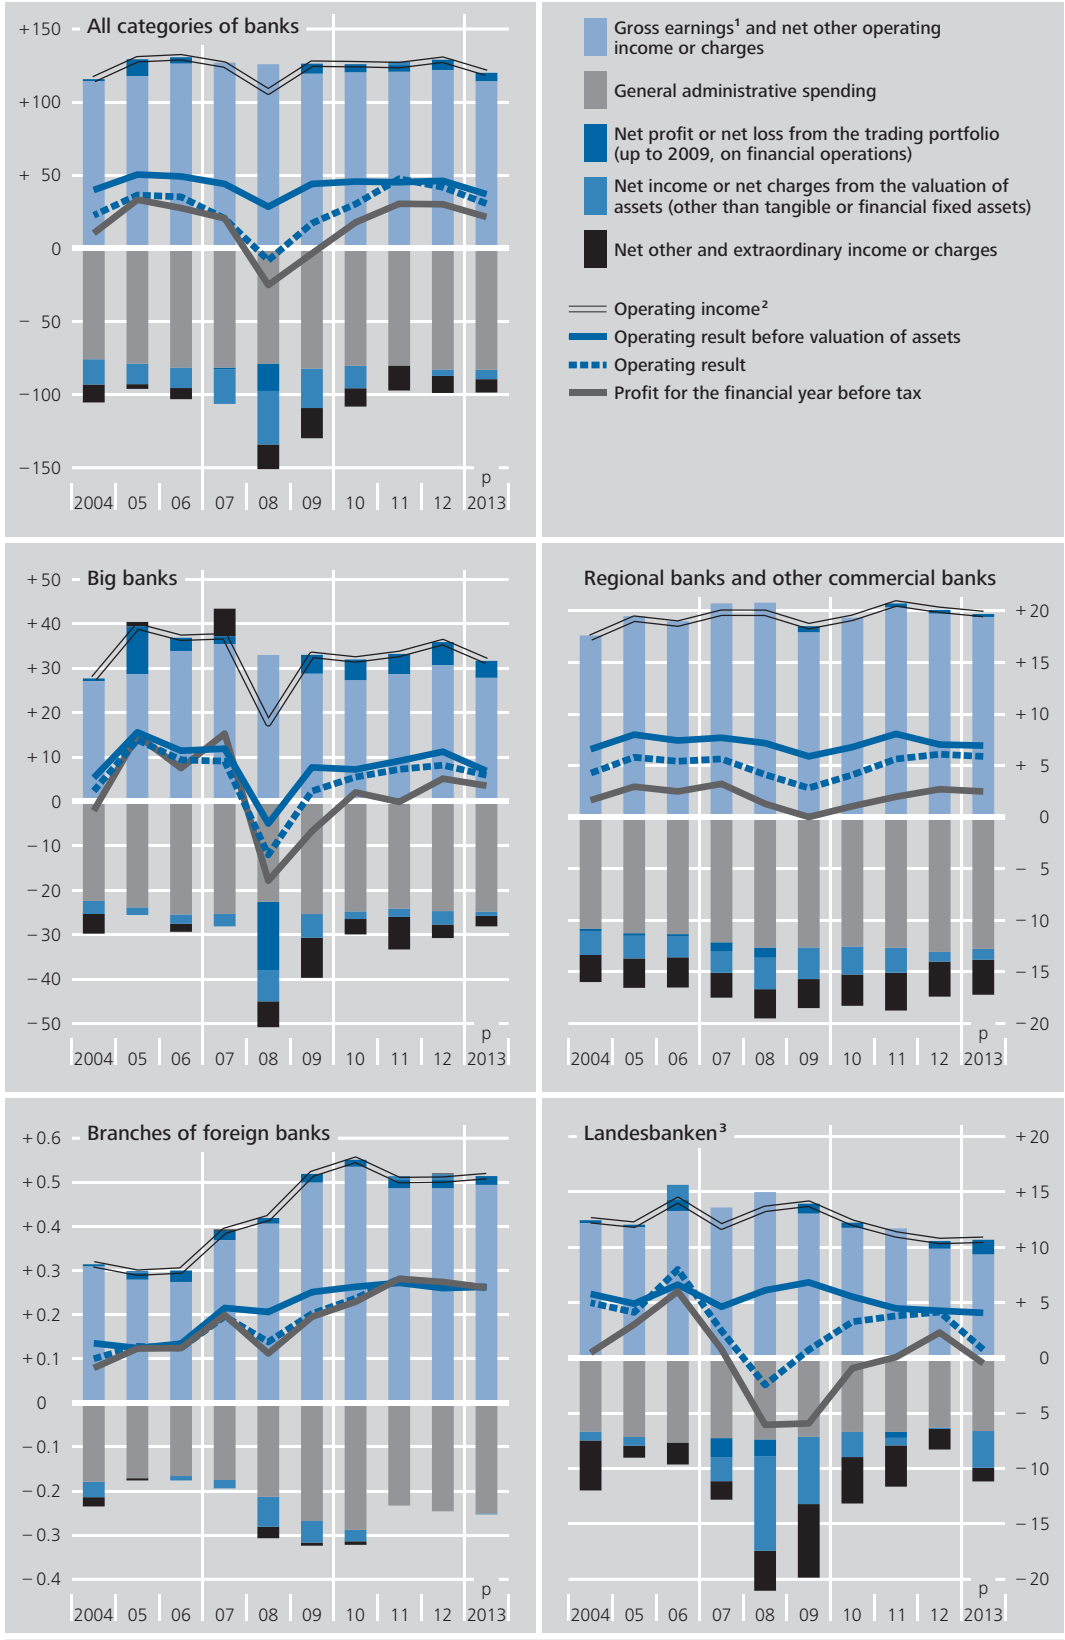 All categories of banks
+150
+100
+ 50
0
− 50
−100
−150
p
2004 05 06 07 08 09 10 11 12 2013
Gross earnings¹ and net other operating
income or charges
General administrative spending
Net profit or net loss from the trading portfolio
(up to 2009, on financial operations)
Net income or net charges from the valuation of
assets (other than tangible or financial fixed assets)
Net other and extraordinary income or charges
Operating income²
Operating result before valuation of assets
Operating result
Profit for the financial year before tax
Big banks
+50
+40
+30
+20
+10
0
−10
−20
−30
−40
−50
p
2004 05 06 07 08 09 10 11 12 2013
Regional banks and other commercial banks
+20
+15
+10
+ 5
0
− 5
−10
−15
−20
p
2004 05 06 07 08 09 10 11 12 2013
Branches of foreign banks
+0.6
+0.5
+0.4
+0.3
+0.2
+0.1
0
−0.1
−0.2
−0.3
−0.4
p
2004 05 06 07 08 09 10 11 12 2013
Landesbanken³
+20
+15
+10
+ 5
0
− 5
−10
−15
−20
p
2004 05 06 07 08 09 10 11 12 2013